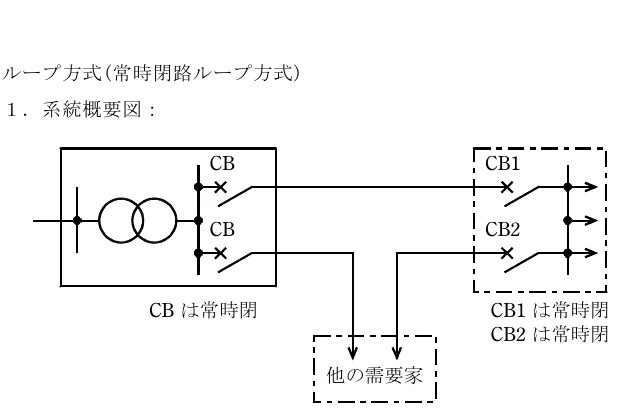 ループ方式(常時閉路ループ方式)
１．系統概要図：
CB
CB1
CB
CB2
CB は常時閉
CB1 は常時閉
CB2 は常時閉
他の需要家